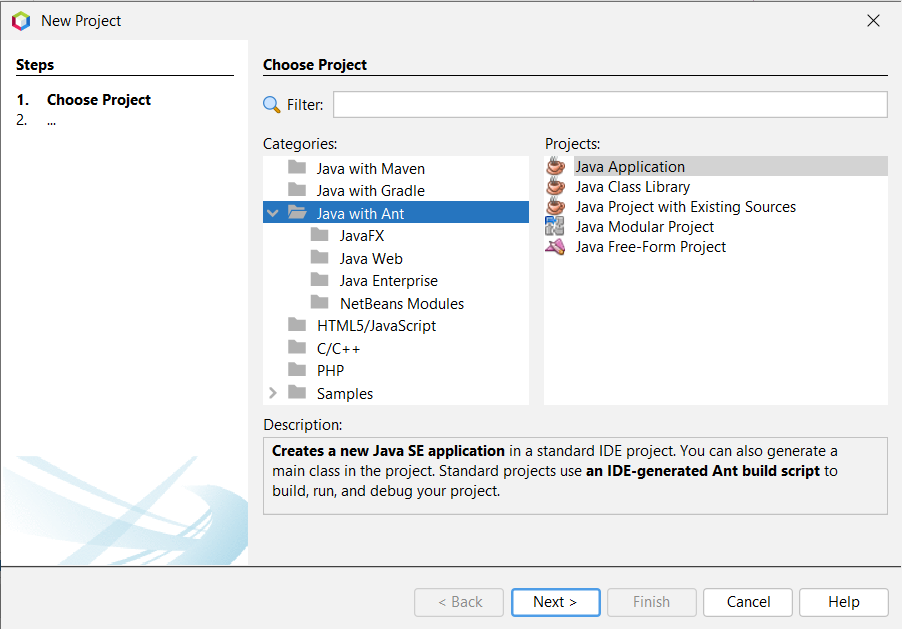 New Project
Steps
1. Choose Project
2. ...
Choose Project
Filter:
Categories:
Java with Maven
Java with Gradle
Java with Ant
JavaFX
Java Web
Java Enterprise
NetBeans Modules
HTML5/JavaScript
C/C++
PHP
Samples
Projects:
Java Application
Java Class Library
Java Project with Existing Sources
Java Modular Project
Java Free-Form Project
Description:
Creates a new Java SE application in a standard IDE project. You can also generate a
main class in the project. Standard projects use an IDE-generated Ant build script to
build, run, and debug your project.
< Back Next > Finish Cancel Help